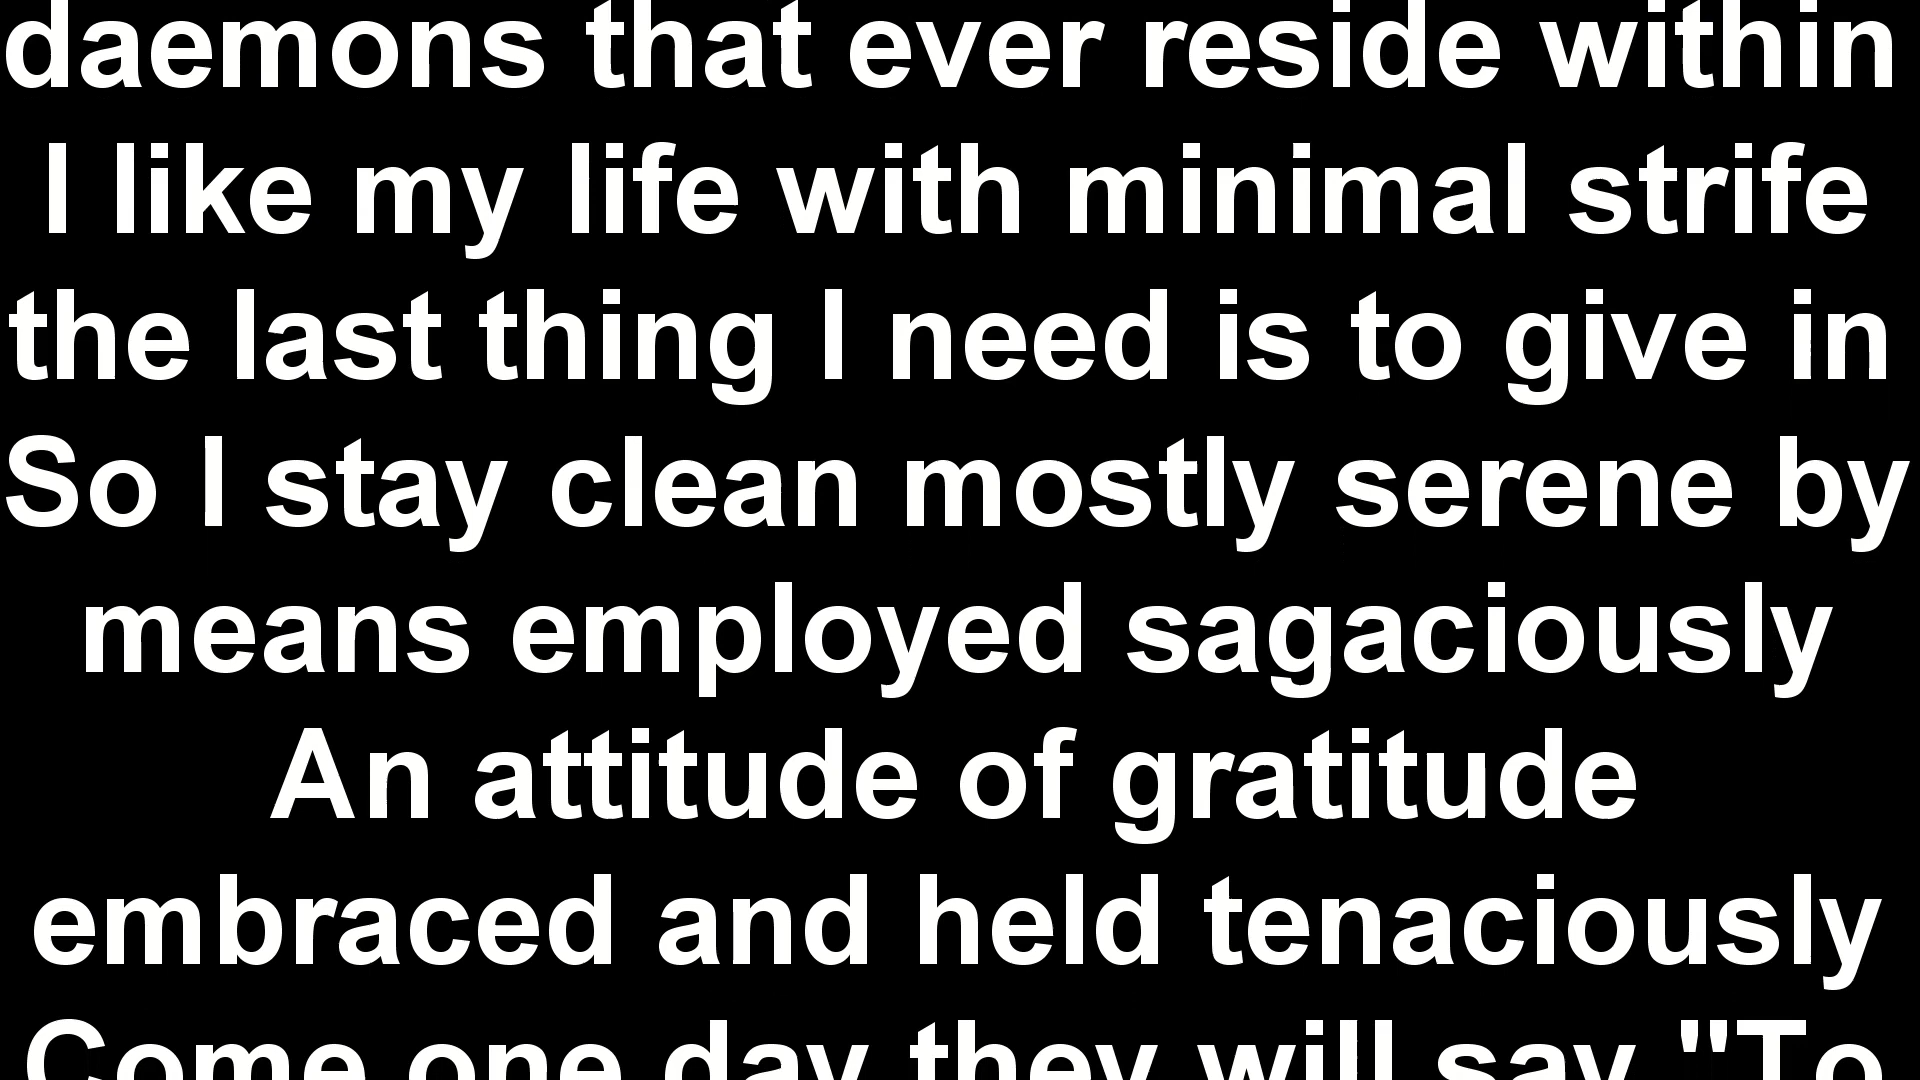 daemons that ever reside within
I like my life with minimal strife
the last thing I need is to give in
So I stay clean mostly serene by
means employed sagaciously
An attitude of gratitude
embraced and held tenaciously
Come one day they will say "To